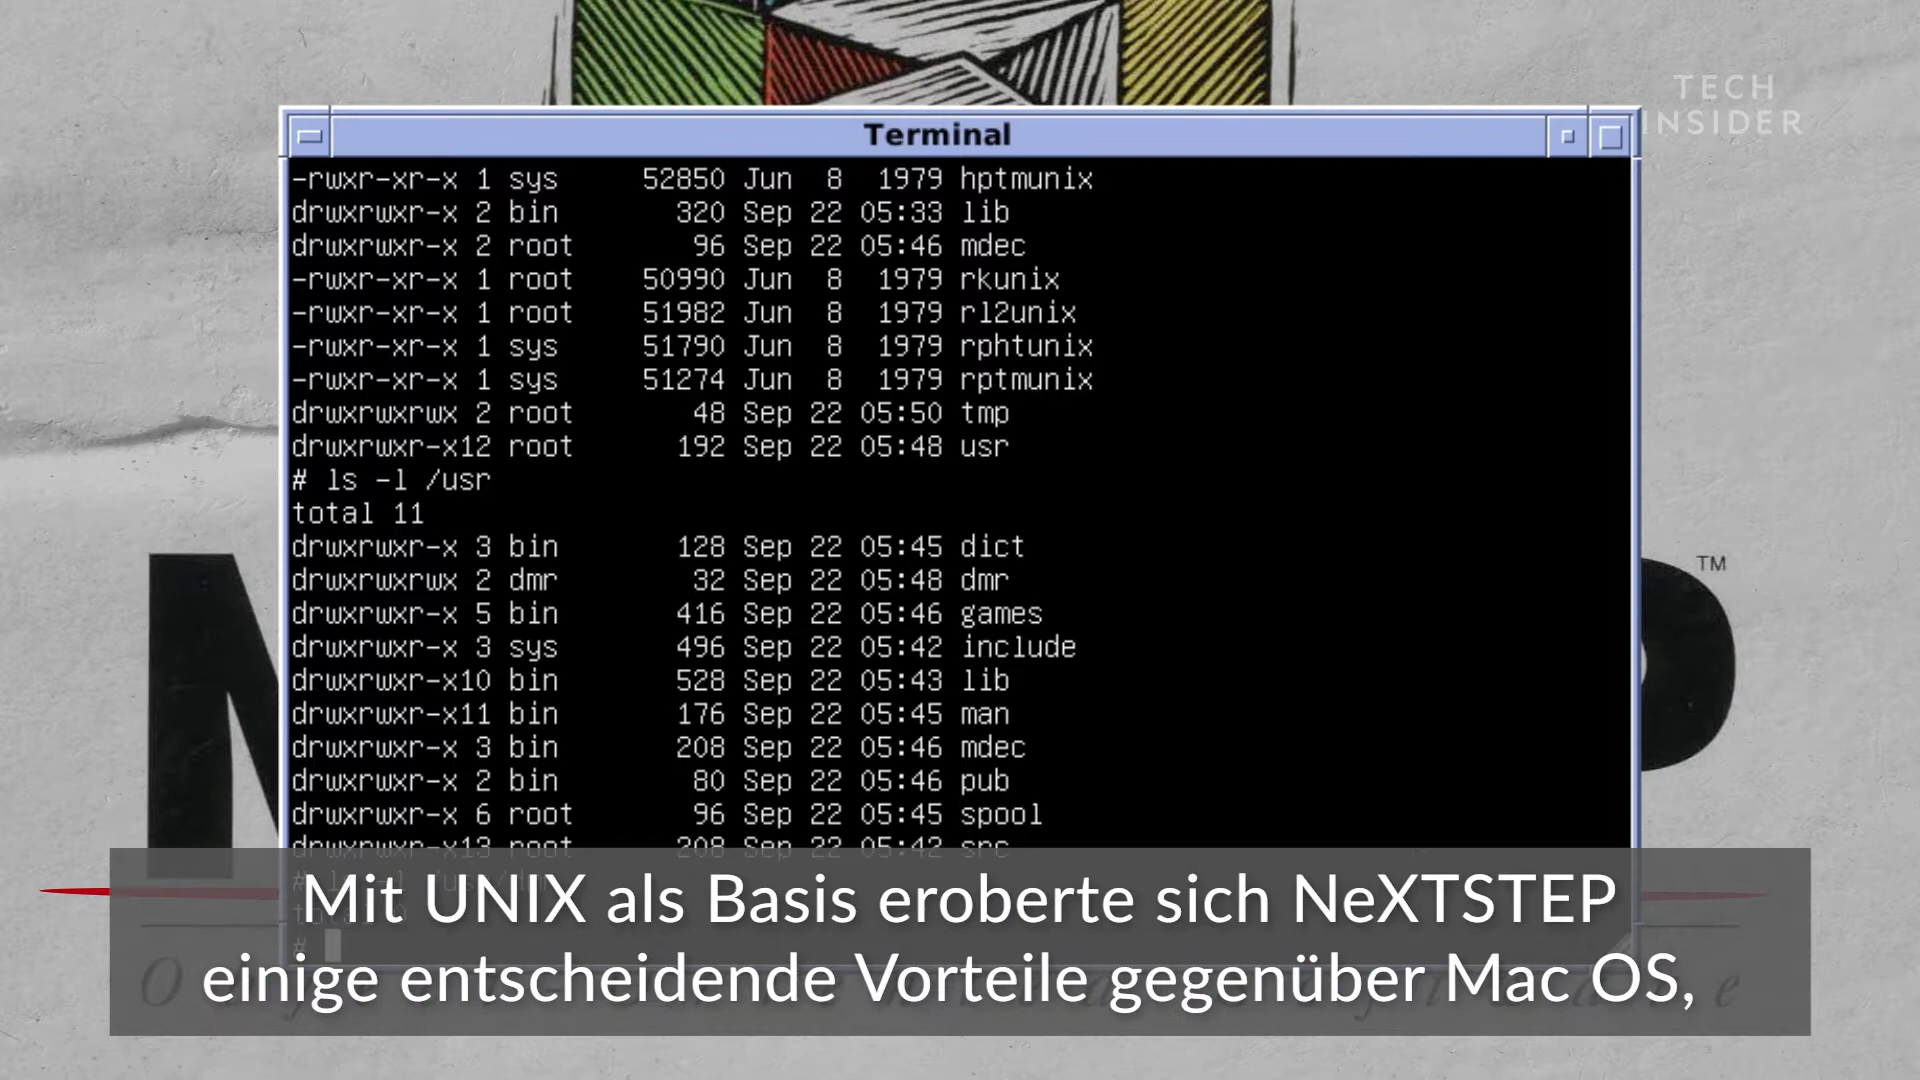 TECH
INSIDER
Terminal
-rwxr-xr-x 1 sys 52850 Jun 8 1979 hptmunix
drwxrwxr-x 2 bin 320 Sep 22 05:33 lib
drwxrwxr-x 2 root 96 Sep 22 05:46 mdec
-rwxr-xr-x 1 root 50990 Jun 8 1979 rkunix
-rwxr-xr-x 1 root 51982 Jun 8 1979 rl2unix
-rwxr-xr-x 1 sys 51790 Jun 8 1979 rphtunix
-rwxr-xr-x 1 sys 51274 Jun 8 1979 rptmunix
drwxrwxrwx 2 root 48 Sep 22 05:50 tmp
drwxrwxr-x12 root 192 Sep 22 05:48 usr
# ls -l /usr
total 11
drwxrwxr-x 3 bin 128 Sep 22 05:45 dict
drwxrwxrwx 2 dmr 32 Sep 22 05:48 dmr
drwxrwxr-x 5 bin 416 Sep 22 05:46 games
drwxrwxr-x 3 sys 496 Sep 22 05:42 include
drwxrwxr-x10 bin 528 Sep 22 05:43 lib
drwxrwxr-x11 bin 176 Sep 22 05:45 man
drwxrwxr-x 3 bin 208 Sep 22 05:46 mdec
drwxrwxr-x 2 bin 80 Sep 22 05:46 pub
drwxrwxr-x 6 root 96 Sep 22 05:45 spool
drwxrwxr-x13 root 208 Sep 22 05:42 src
TM
Mit UNIX als Basis eroberte sich NeXTSTEP
einige entscheidende Vorteile gegenüber Mac OS,